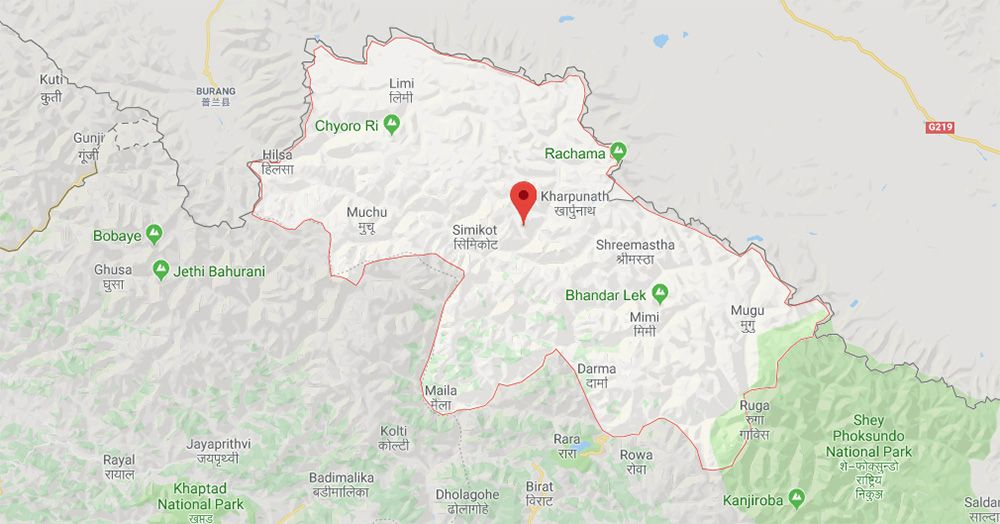 Kuti
कुती
BURANG
普兰县
Limi
लिमी
Gunji
गूंजी
Chyoro Ri
G219
Hilsa
हिलसा
Rachama
Kharpunath
खार्पुनाथ
Muchu
मुचू
Simikot
सिमिकोट
Bobaye
Shreemastha
श्रीमस्ठा
Ghusa
घुसा
Jethi Bahurani
Bhandar Lek
Mugu
मुगु
Mimi
मिमी
Darma
दार्मा
Maila
मैला
Ruga
रुगा
गाविस
Shey
Phoksundo
National Park
शे-फोक्सुन्डो
राष्ट्रिय
निकुञ्ज
Kolti
कोल्टी
Jayaprithvi
जयपृथ्वी
Rara
रारा
Rowa
रोवा
Rayal
रायाल
Badimalika
बडीमालिका
Khaptad
National Park
खप्तड
Dholagohe
ढोलागोहे
Birat
विराट
Kanjiroba
Saldan
साल्दा